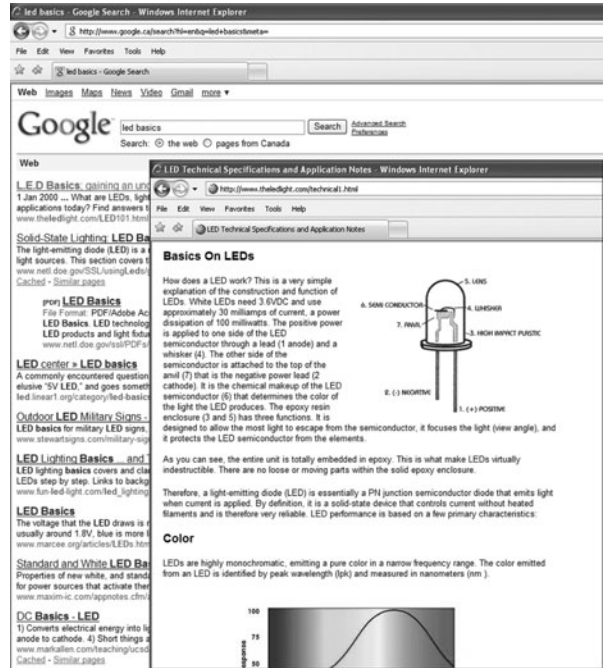 led basics - Google Search - Windows Internet Explorer
http://www.google.ca/search?hl=en&q=led+basics&meta=
File Edit View Favorites Tools Help
led basics - Google Search
Web Images Maps News Video Gmail more ▼
Google
led basics
Search
Advanced Search
Preferences
Search: the web pages from Canada
Web
L.E.D Basics: gaining an
1 Jan 2000 ... What are LEDs,
applications today? Find answers
www.theledlight.com/LED101.html
Solid-State Lighting: LED
The light-emitting diode (LED) is a
light sources. This section covers
www.netl.doe.gov/SSL/usingLeds/
Cached - Similar pages
[PDF] LED Basics
File Format: PDF/Adobe
LED Basics. LED
LED products and light
www.netl.doe.gov/ssl/PDFs/
LED center » LED basics
A commonly encountered question
elusive "5V LED," and goes
led.linear1.org/category/led-basics
Outdoor LED Military Signs -
LED basics for military LED signs,
www.stewartsigns.com/
LED Lighting Basics ... and
LED lighting basics covers and
LEDs step by step. Links to
www.fun-led-light.com/
LED Basics
The voltage that the LED draws is
usually around 1.8V, blue is more
www.marcee.org/articles/
Standard and White LED
Properties of new white, and
for power sources that activate
www.maxim-ic.com/appnotes.cfm/
DC Basics - LED
1) Converts electrical energy into
anode to cathode. 4) Short things
www.markallen.com/teaching/
Cached - Similar pages
LED Technical Specifications and Application Notes - Windows Internet Explorer
http://www.theledlight.com/technical1.html
File Edit View Favorites Tools Help
LED Technical Specifications and Application Notes
Basics On LEDs
How does a LED work? This is a very simple
explanation of the construction and function of
LEDs. White LEDs need 3.6VDC and use
approximately 30 milliamps of current, a power
dissipation of 100 milliwatts. The positive power
is applied to one side of the LED
semiconductor through a lead (1 anode) and a
whisker (4). The other side of the
semiconductor is attached to the top of the
anvil (7) that is the negative power lead (2
cathode). It is the chemical makeup of the LED
semiconductor (6) that determines the color of
the light the LED produces. The epoxy resin
enclosure (3 and 5) has three functions. It is
designed to allow the most light to escape from the semiconductor, it focuses the light (view angle), and
it protects the LED semiconductor from the elements.
5. LENS
6. SEMI CONDUCTOR
4. WHISKER
7. ANVIL
3. HIGH IMPACT PLASTIC
2. (-) NEGATIVE
1. (+) POSITIVE
As you can see, the entire unit is totally embedded in epoxy. This is what make LEDs virtually
indestructible. There are no loose or moving parts within the solid epoxy enclosure.
Therefore, a light-emitting diode (LED) is essentially a PN junction semiconductor diode that emits light
when current is applied. By definition, it is a solid-state device that controls current without heated
filaments and is therefore very reliable. LED performance is based on a few primary characteristics:
Color
LEDs are highly monochromatic, emitting a pure color in a narrow frequency range. The color emitted
from an LED is identified by peak wavelength (lpk) and measured in nanometers (nm ).
100
75
50